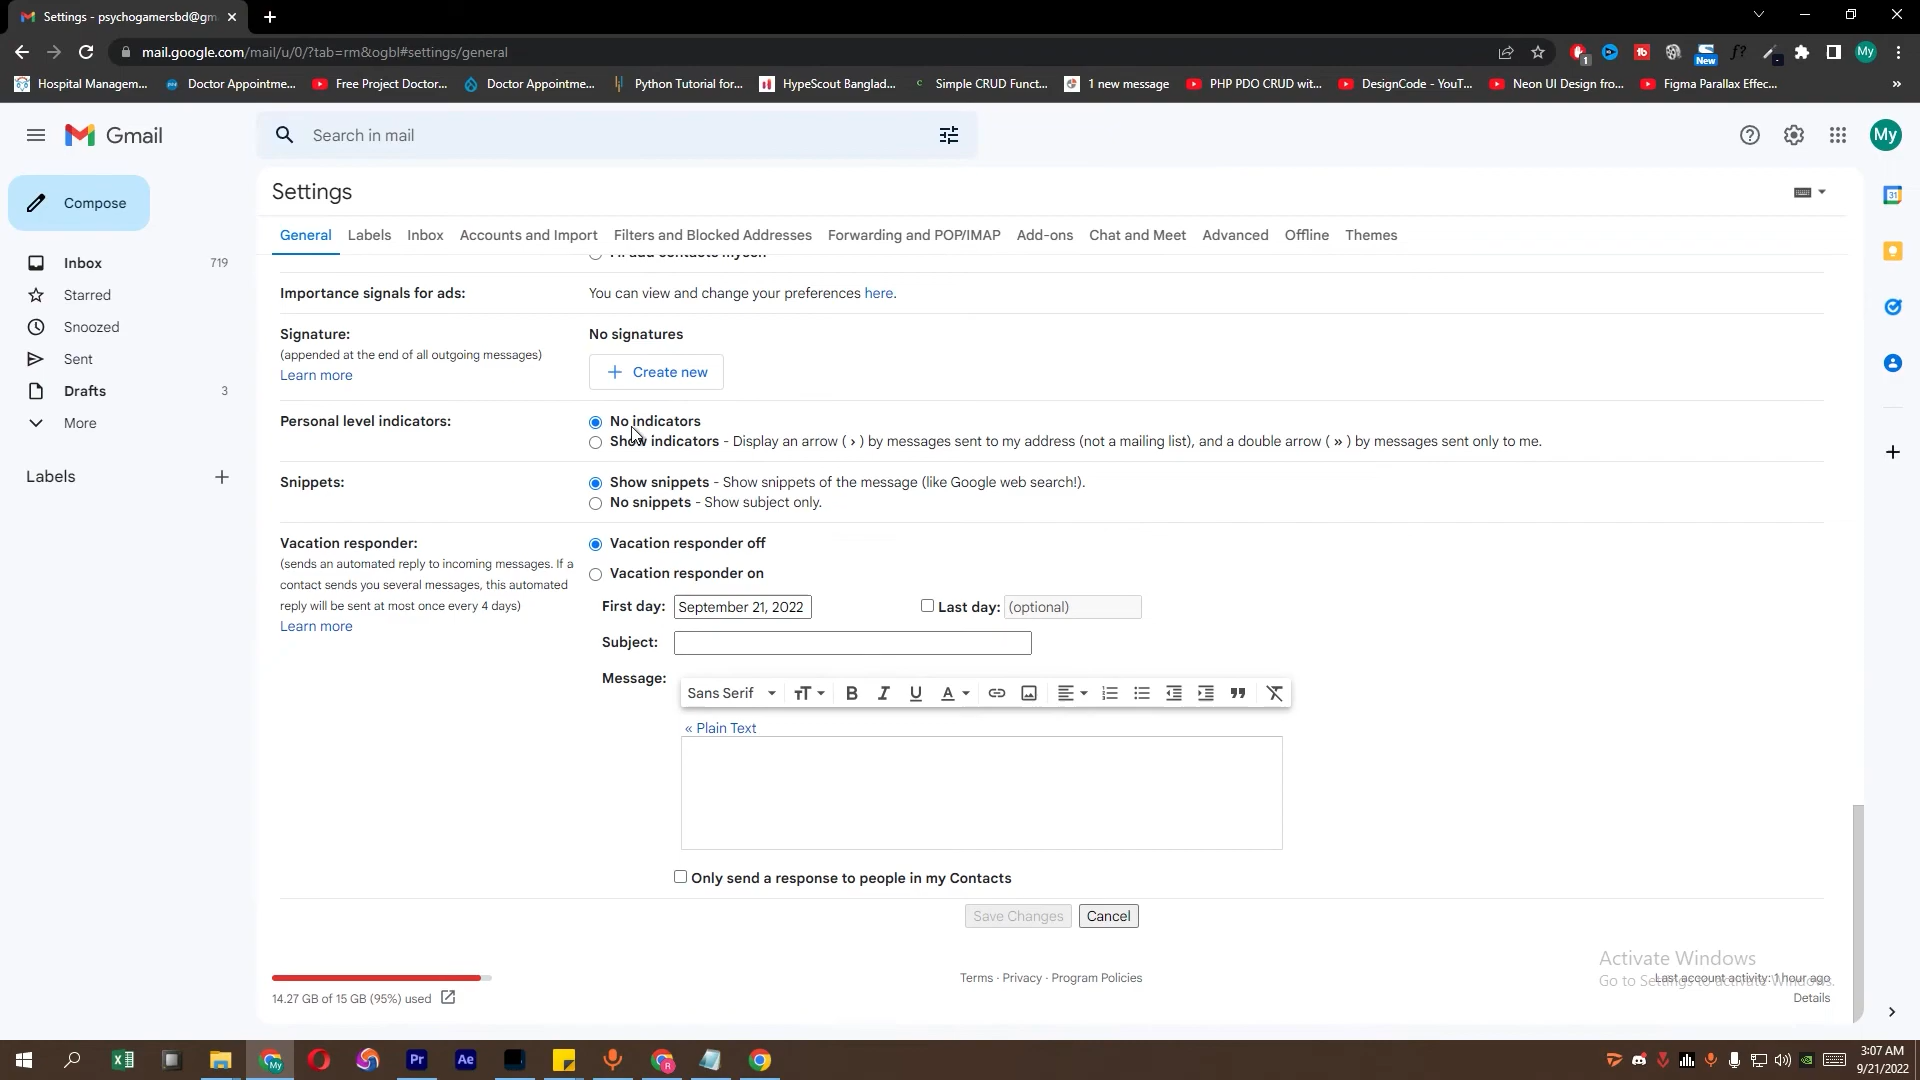 Settings - psychogamersbd@gm
mail.google.com/mail/u/0/?tab=rm&ogbl#settings/general
1
New
My
Hospital Managem... Doctor Appointme... Free Project Doctor... Doctor Appointme... Python Tutorial for... HypeScout Banglad... Simple CRUD Funct... 1 new message PHP PDO CRUD wit... DesignCode - YouT... Neon UI Design fro... Figma Parallax Effec... »
Gmail
Search in mail
My
Compose
Settings
31
General Labels Inbox Accounts and Import Filters and Blocked Addresses Forwarding and POP/IMAP Add-ons Chat and Meet Advanced Offline Themes
Inbox 719
Starred
Snoozed
Sent
Drafts 3
More
Labels
I'll add contacts myself
Importance signals for ads: You can view and change your preferences here.
Signature: No signatures
(appended at the end of all outgoing messages)
Learn more
Create new
Personal level indicators: No indicators
Show indicators - Display an arrow ( › ) by messages sent to my address (not a mailing list), and a double arrow ( » ) by messages sent only to me.
Snippets: Show snippets - Show snippets of the message (like Google web search!).
No snippets - Show subject only.
Vacation responder: Vacation responder off
(sends an automated reply to incoming messages. If a
contact sends you several messages, this automated
reply will be sent at most once every 4 days)
Learn more
Vacation responder on
First day: September 21, 2022 Last day: (optional)
Subject:
Message: Sans Serif
« Plain Text
Only send a response to people in my Contacts
Save Changes Cancel
14.27 GB of 15 GB (95%) used
Terms · Privacy · Program Policies
Last account activity: 1 hour ago
Details
Activate Windows
Go to Settings to activate Windows.
My Pr Ae R
3:07 AM
9/21/2022